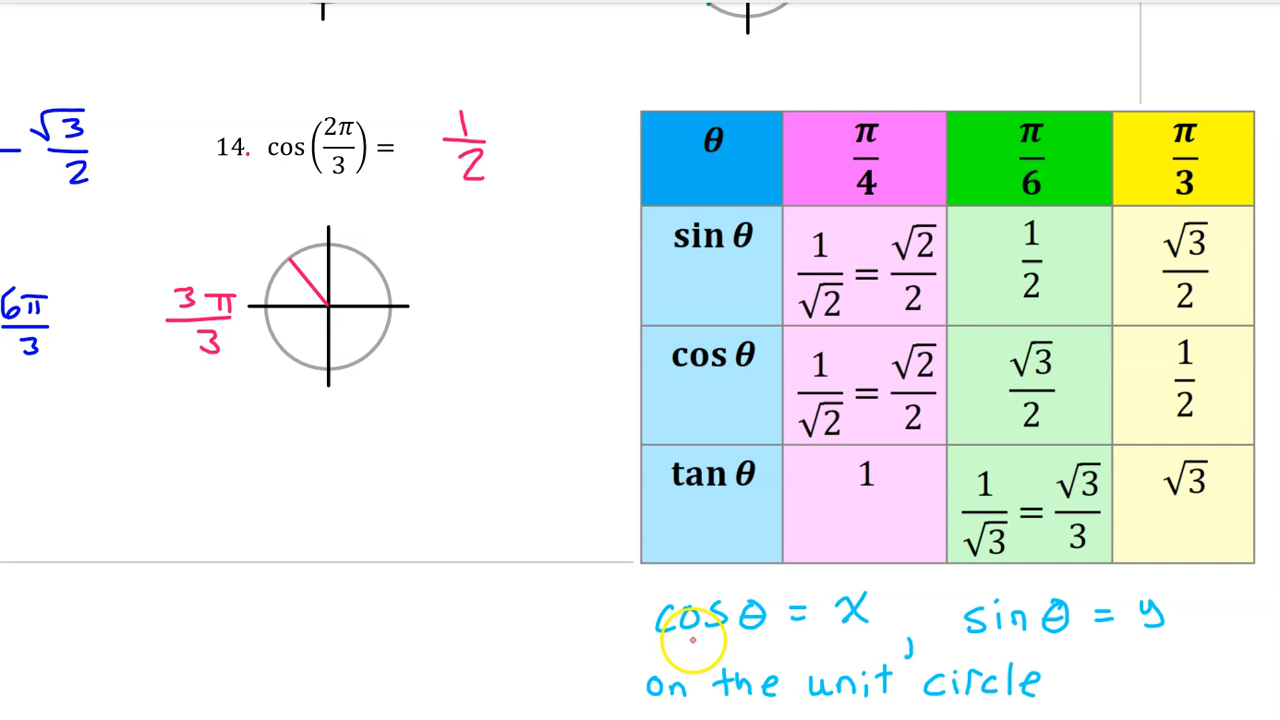 -√3/2
14. cos(2π/3) = 1/2
6π/3
3π/3
θ π/4 π/6 π/3
sin θ 1/√2 = √2/2 1/2 √3/2
cos θ 1/√2 = √2/2 √3/2 1/2
tan θ 1 1/√3 = √3/3 √3
cosθ = x, sinθ = y
on the unit circle